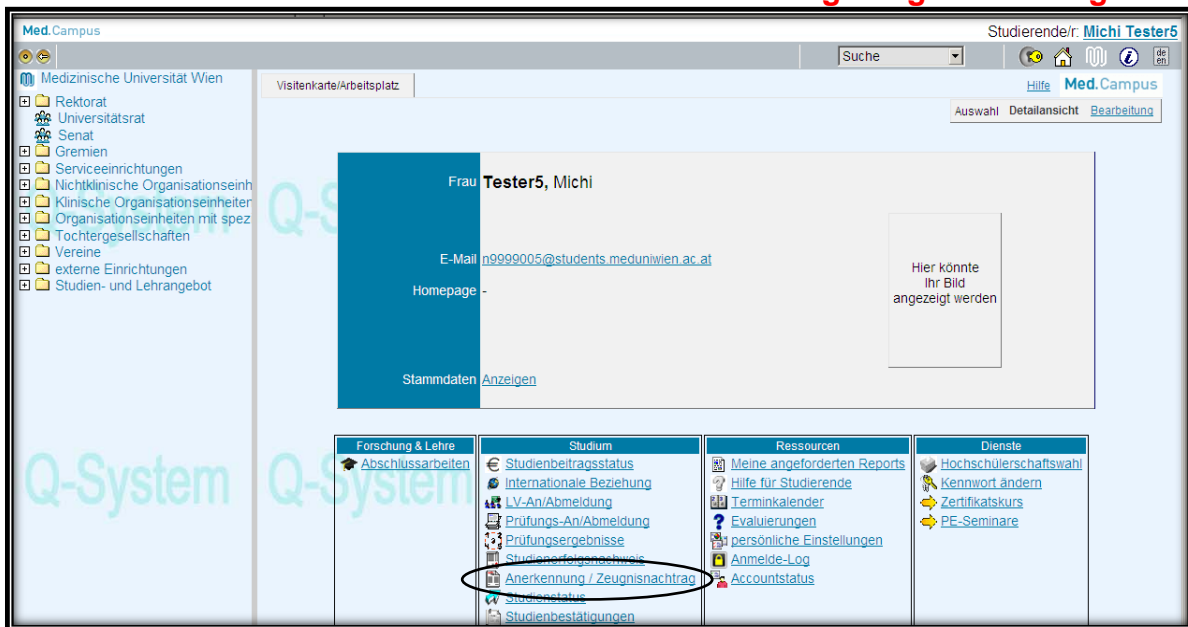 Med.Campus
Studierende/r: Michi Tester5
Suche
de
en
Medizinische Universität Wien
Rektorat
Universitätsrat
Senat
Gremien
Serviceeinrichtungen
Nichtklinische Organisationseinh
Klinische Organisationseinheiten
Organisationseinheiten mit spez
Tochtergesellschaften
Vereine
externe Einrichtungen
Studien- und Lehrangebot
Visitenkarte/Arbeitsplatz
Hilfe Med.Campus
Auswahl Detailansicht Bearbeitung
Frau Tester5, Michi
E-Mail n9999005@students.meduniwien.ac.at
Homepage -
Hier könnte
Ihr Bild
angezeigt werden
Stammdaten Anzeigen
Forschung & Lehre
Abschlussarbeiten
Studium
Studienbeitragsstatus
Internationale Beziehung
LV-An/Abmeldung
Prüfungs-An/Abmeldung
Prüfungsergebnisse
Studienerfolgsnachweis
Anerkennung / Zeugnisnachtrag
Studienstatus
Studienbestätigungen
Ressourcen
Meine angeforderten Reports
Hilfe für Studierende
Terminkalender
Evaluierungen
persönliche Einstellungen
Anmelde-Log
Accountstatus
Dienste
Hochschülerschaftswahl
Kennwort ändern
Zertifikatskurs
PE-Seminare
Q-System
Q-System
Q-System